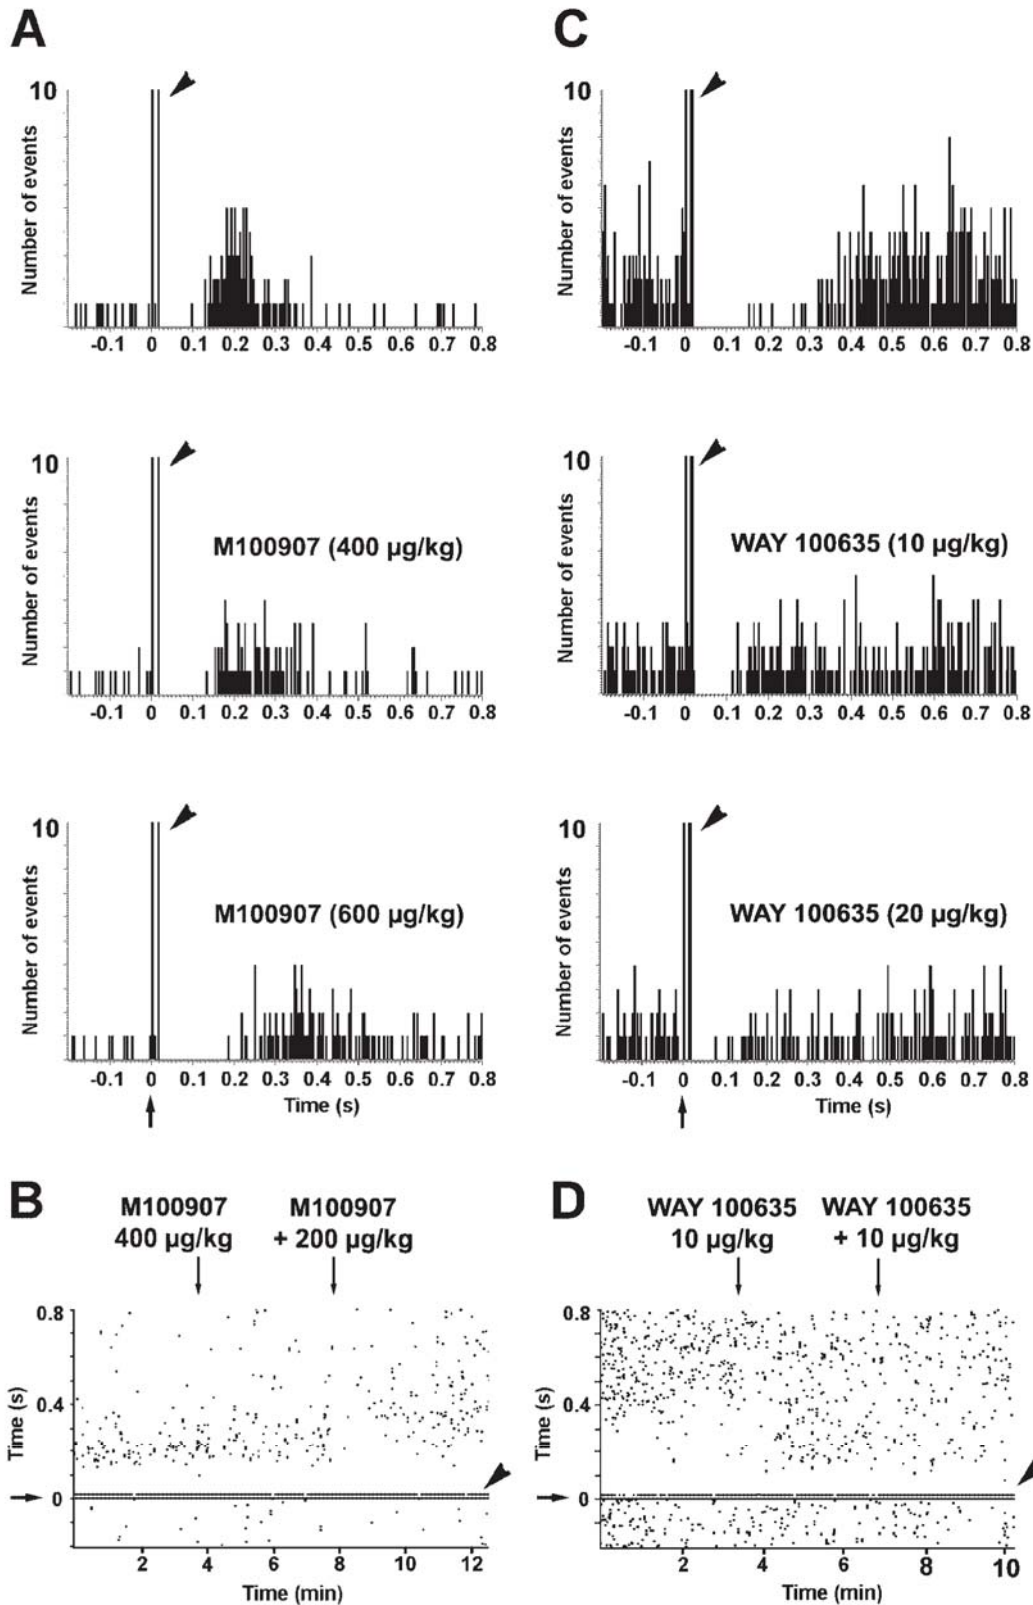 A
10
Number of events
-0.1 0 0.1 0.2 0.3 0.4 0.5 0.6 0.7 0.8
10
Number of events
M100907 (400 µg/kg)
-0.1 0 0.1 0.2 0.3 0.4 0.5 0.6 0.7 0.8
10
Number of events
M100907 (600 µg/kg)
-0.1 0 0.1 0.2 0.3 0.4 0.5 0.6 0.7 0.8
Time (s)
C
10
Number of events
-0.1 0 0.1 0.2 0.3 0.4 0.5 0.6 0.7 0.8
10
Number of events
WAY 100635 (10 µg/kg)
-0.1 0 0.1 0.2 0.3 0.4 0.5 0.6 0.7 0.8
10
Number of events
WAY 100635 (20 µg/kg)
-0.1 0 0.1 0.2 0.3 0.4 0.5 0.6 0.7 0.8
Time (s)
B
M100907
400 µg/kg
M100907
+ 200 µg/kg
0.8
0.4
0
Time (s)
2 4 6 8 10 12
Time (min)
D
WAY 100635
10 µg/kg
WAY 100635
+ 10 µg/kg
0.8
0.4
0
Time (s)
2 4 6 8 10
Time (min)